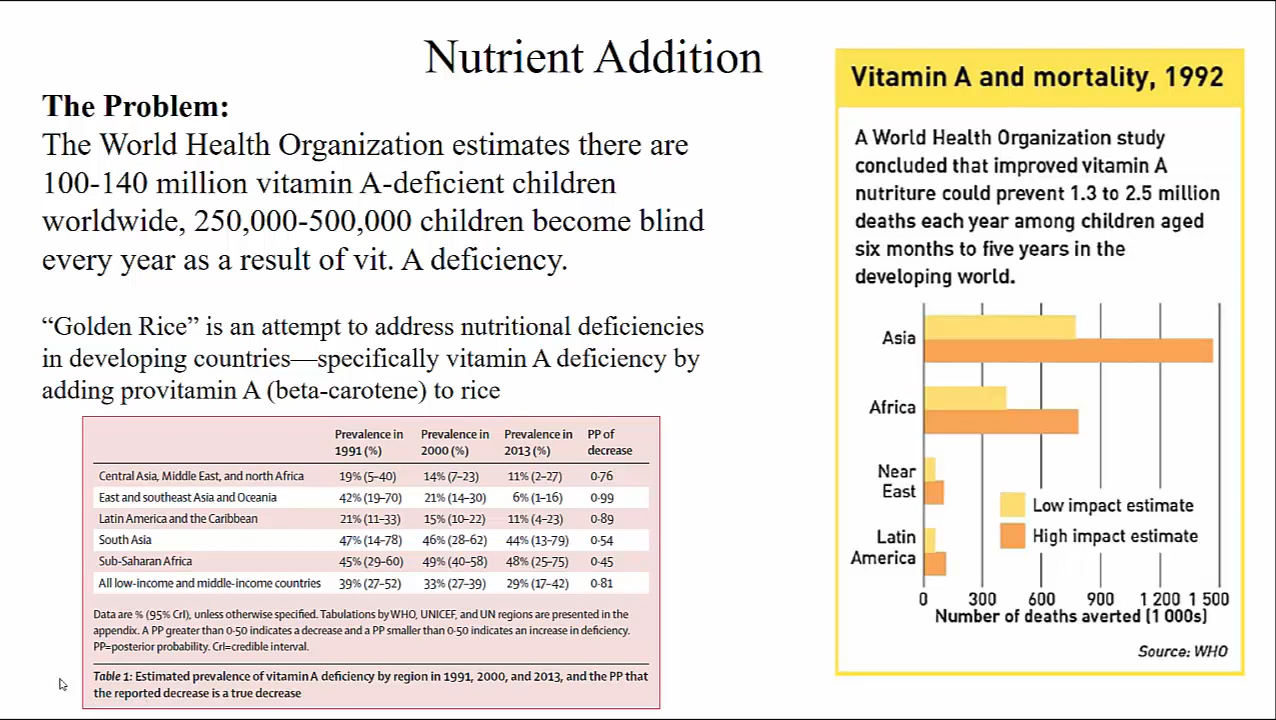 Nutrient Addition
The Problem:
The World Health Organization estimates there are
100-140 million vitamin A-deficient children
worldwide, 250,000-500,000 children become blind
every year as a result of vit. A deficiency.
“Golden Rice” is an attempt to address nutritional deficiencies
in developing countries—specifically vitamin A deficiency by
adding provitamin A (beta-carotene) to rice
Prevalence in 1991 (%) Prevalence in 2000 (%) Prevalence in 2013 (%) PP of decrease
Central Asia, Middle East, and north Africa 19% (5–40) 14% (7–23) 11% (2–27) 0·76
East and southeast Asia and Oceania 42% (19–70) 21% (14–30) 6% (1–16) 0·99
Latin America and the Caribbean 21% (11–33) 15% (10–22) 11% (4–23) 0·89
South Asia 47% (14–78) 46% (28–62) 44% (13–79) 0·54
Sub-Saharan Africa 45% (29–60) 49% (40–58) 48% (25–75) 0·45
All low-income and middle-income countries 39% (27–52) 33% (27–39) 29% (17–42) 0·81
Data are % (95% CrI), unless otherwise specified. Tabulations by WHO, UNICEF, and UN regions are presented in the
appendix. A PP greater than 0·50 indicates a decrease and a PP smaller than 0·50 indicates an increase in deficiency.
PP=posterior probability. CrI=credible interval.
Table 1: Estimated prevalence of vitamin A deficiency by region in 1991, 2000, and 2013, and the PP that
the reported decrease is a true decrease
Vitamin A and mortality, 1992
A World Health Organization study
concluded that improved vitamin A
nutriture could prevent 1.3 to 2.5 million
deaths each year among children aged
six months to five years in the
developing world.
Asia
Africa
Near
East
Latin
America
Low impact estimate
High impact estimate
0 300 600 900 1 200 1 500
Number of deaths averted (1 000s)
Source: WHO